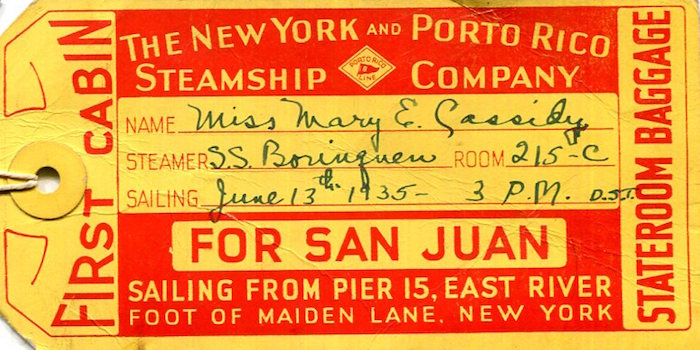 THE NEW YORK AND PORTO RICO
STEAMSHIP COMPANY
PORTO RICO
LINE
FIRST CABIN
NAME Miss Mary E. Cassidy
STEAMER S.S. Borinquen ROOM 215-C
SAILING June 13th 1935- 3 P.M. D.S.T.
FOR SAN JUAN
SAILING FROM PIER 15, EAST RIVER
FOOT OF MAIDEN LANE, NEW YORK
STATEROOM BAGGAGE